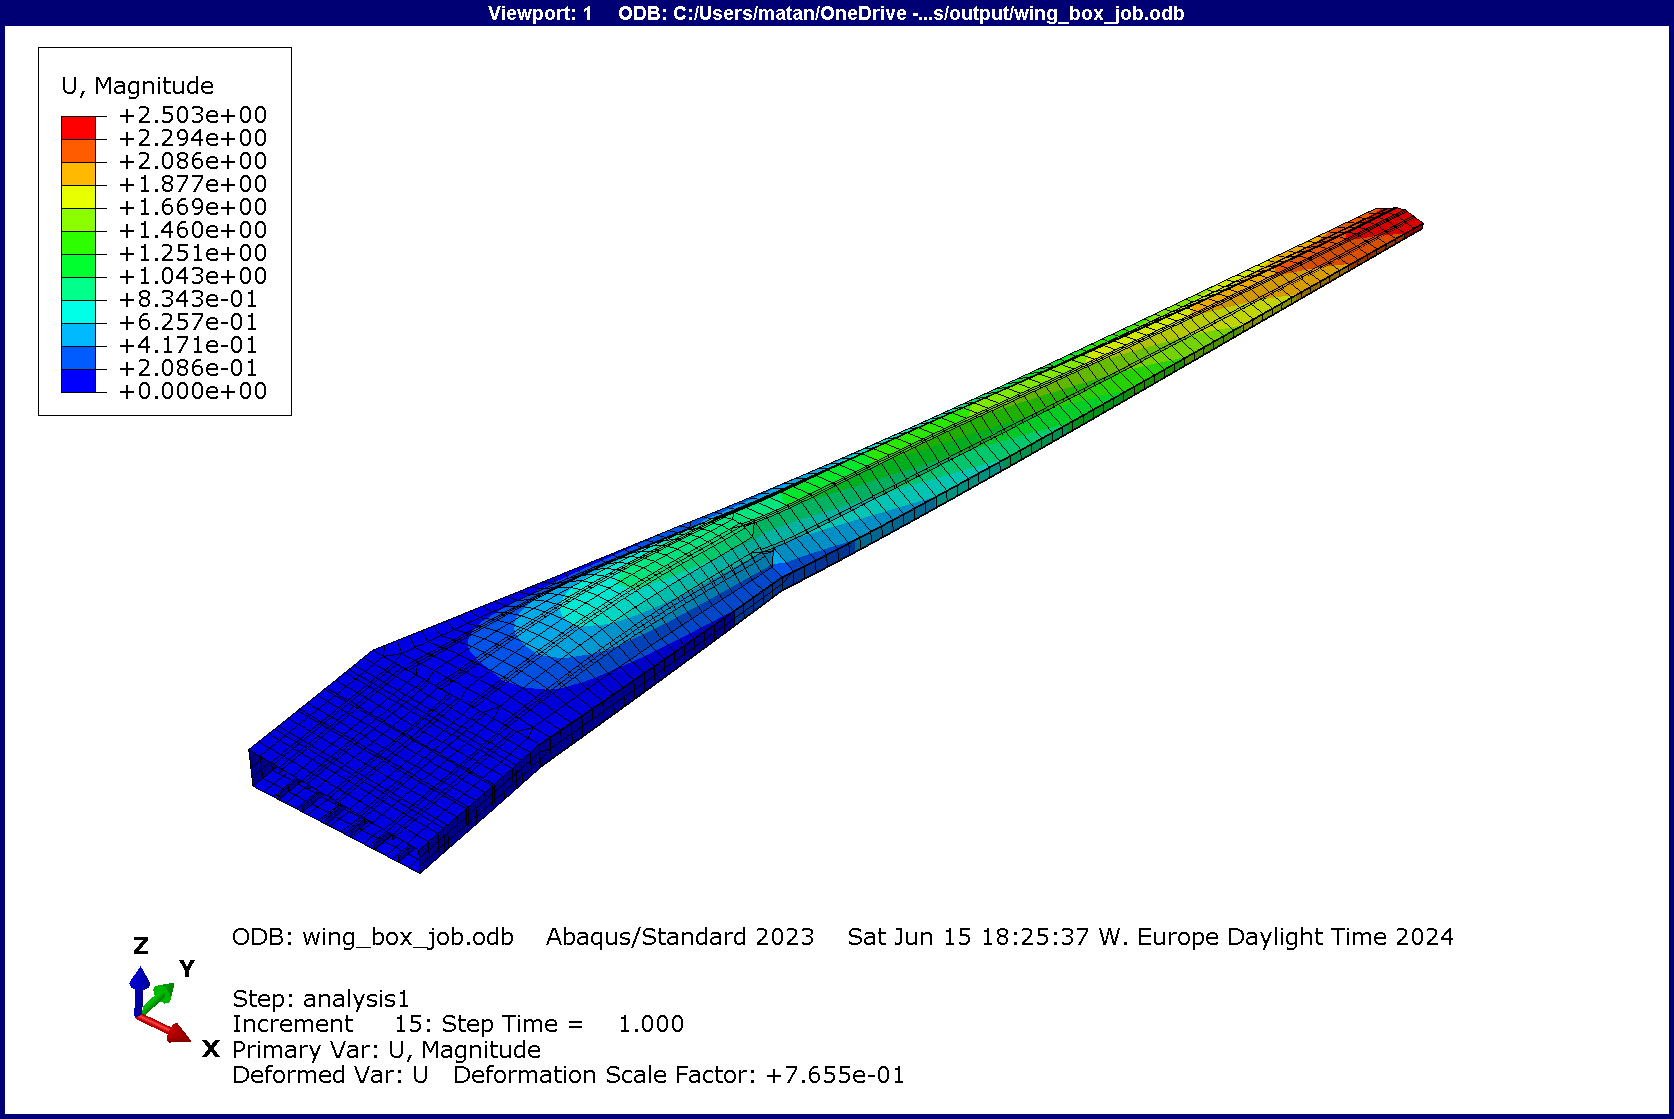 Viewport: 1 ODB: C:/Users/matan/OneDrive -...s/output/wing_box_job.odb
U, Magnitude
+2.503e+00
+2.294e+00
+2.086e+00
+1.877e+00
+1.669e+00
+1.460e+00
+1.251e+00
+1.043e+00
+8.343e-01
+6.257e-01
+4.171e-01
+2.086e-01
+0.000e+00
ODB: wing_box_job.odb Abaqus/Standard 2023 Sat Jun 15 18:25:37 W. Europe Daylight Time 2024
Z
Y
X
Step: analysis1
Increment 15: Step Time = 1.000
Primary Var: U, Magnitude
Deformed Var: U Deformation Scale Factor: +7.655e-01